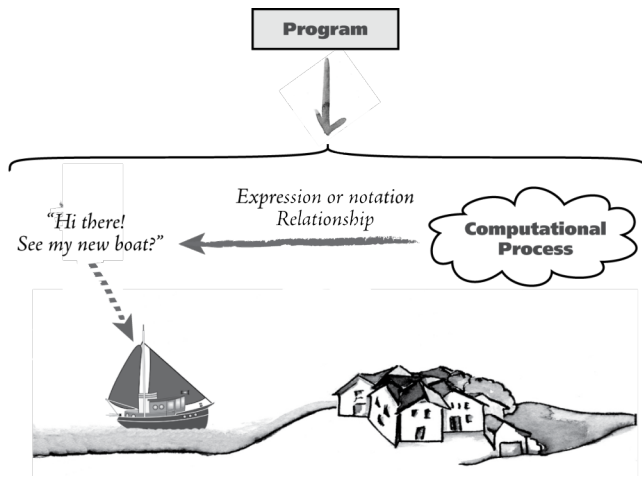 Program
Expression or notation
Relationship
"Hi there!
See my new boat?"
Computational
Process